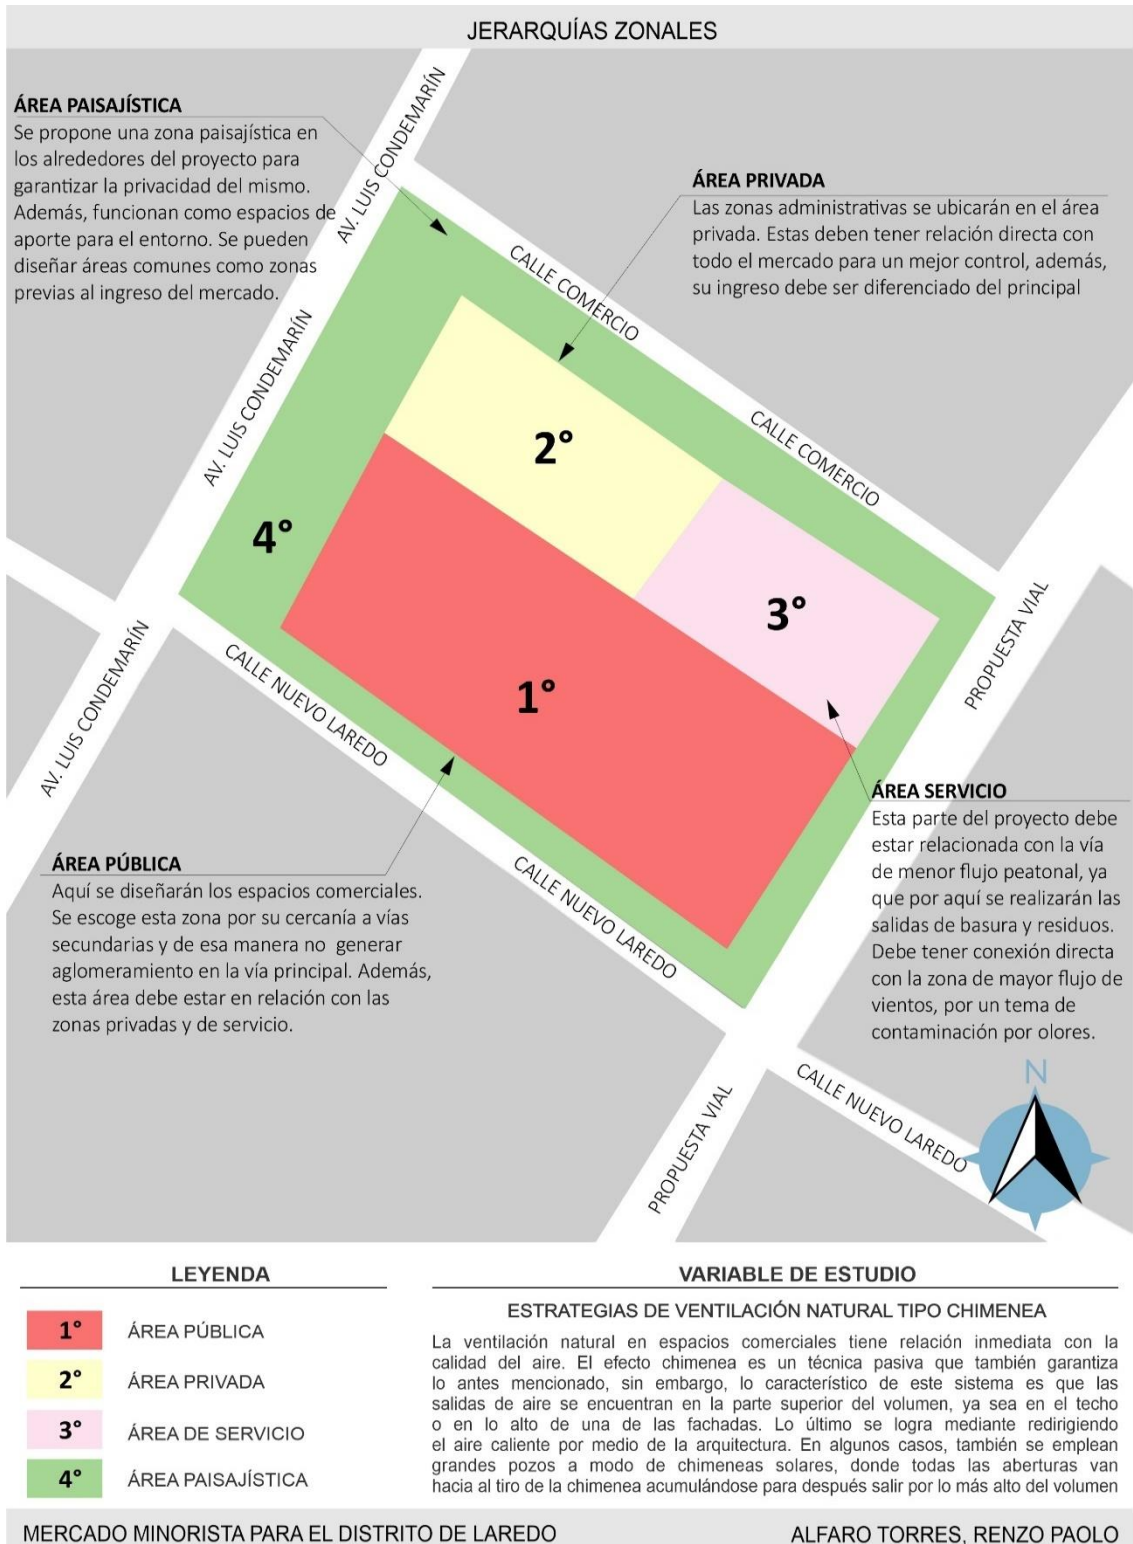 JERARQUÍAS ZONALES
ÁREA PAISAJÍSTICA
Se propone una zona paisajística en
los alrededores del proyecto para
garantizar la privacidad del mismo.
Además, funcionan como espacios de
aporte para el entorno. Se pueden
diseñar áreas comunes como zonas
previas al ingreso del mercado.
AV. LUIS CONDEMARÍN
ÁREA PRIVADA
Las zonas administrativas se ubicarán en el área
privada. Estas deben tener relación directa con
todo el mercado para un mejor control, además,
su ingreso debe ser diferenciado del principal
CALLE COMERCIO
AV. LUIS CONDEMARÍN
CALLE COMERCIO
2°
4°
3°
1°
PROPUESTA VIAL
AV. LUIS CONDEMARÍN
CALLE NUEVO LAREDO
ÁREA SERVICIO
Esta parte del proyecto debe
estar relacionada con la vía
de menor flujo peatonal, ya
que por aquí se realizarán las
salidas de basura y residuos.
Debe tener conexión directa
con la zona de mayor flujo de
vientos, por un tema de
contaminación por olores.
ÁREA PÚBLICA
Aquí se diseñarán los espacios comerciales.
Se escoge esta zona por su cercanía a vías
secundarias y de esa manera no generar
aglomeramiento en la vía principal. Además,
esta área debe estar en relación con las
zonas privadas y de servicio.
CALLE NUEVO LAREDO
PROPUESTA VIAL
CALLE NUEVO LAREDO
N
LEYENDA
1° ÁREA PÚBLICA
2° ÁREA PRIVADA
3° ÁREA DE SERVICIO
4° ÁREA PAISAJÍSTICA
VARIABLE DE ESTUDIO
ESTRATEGIAS DE VENTILACIÓN NATURAL TIPO CHIMENEA
La ventilación natural en espacios comerciales tiene relación inmediata con la
calidad del aire. El efecto chimenea es un técnica pasiva que también garantiza
lo antes mencionado, sin embargo, lo característico de este sistema es que las
salidas de aire se encuentran en la parte superior del volumen, ya sea en el techo
o en lo alto de una de las fachadas. Lo último se logra mediante redirigiendo
el aire caliente por medio de la arquitectura. En algunos casos, también se emplean
grandes pozos a modo de chimeneas solares, donde todas las aberturas van
hacia al tiro de la chimenea acumulándose para después salir por lo más alto del volumen
MERCADO MINORISTA PARA EL DISTRITO DE LAREDO
ALFARO TORRES, RENZO PAOLO